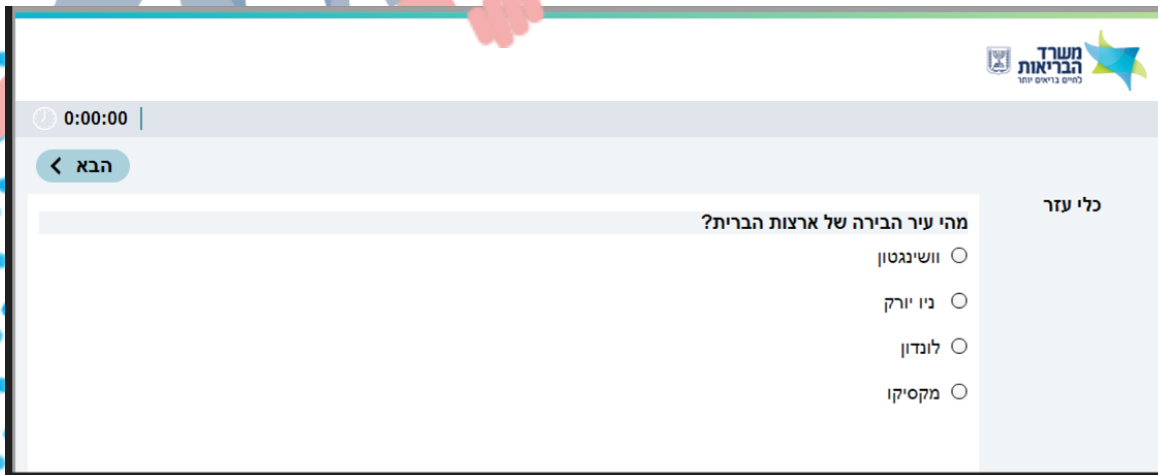 משרד
הבריאות
לחיים בריאים יותר
0:00:00
הבא
כלי עזר
מהי עיר הבירה של ארצות הברית?
וושינגטון
ניו יורק
לונדון
מקסיקו